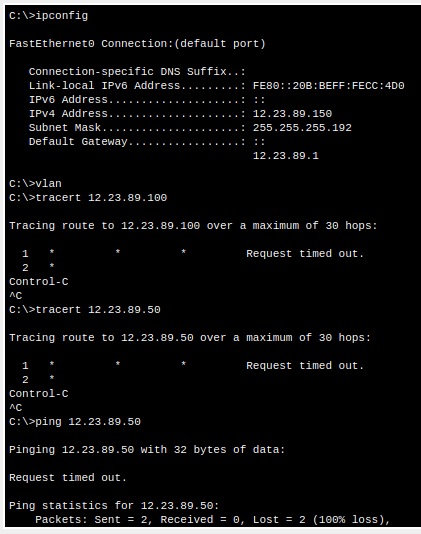 C:\>ipconfig
FastEthernet0 Connection:(default port)
Connection-specific DNS Suffix..:
Link-local IPv6 Address.........: FE80::20B:BEFF:FECC:4D0
IPv6 Address....................: ::
IPv4 Address....................: 12.23.89.150
Subnet Mask.....................: 255.255.255.192
Default Gateway.................: ::
12.23.89.1
C:\>vlan
C:\>tracert 12.23.89.100
Tracing route to 12.23.89.100 over a maximum of 30 hops:
1   *         *         *         Request timed out.
2   *
Control-C
^C
C:\>tracert 12.23.89.50
Tracing route to 12.23.89.50 over a maximum of 30 hops:
1   *         *         *         Request timed out.
2   *
Control-C
^C
C:\>ping 12.23.89.50
Pinging 12.23.89.50 with 32 bytes of data:
Request timed out.
Ping statistics for 12.23.89.50:
Packets: Sent = 2, Received = 0, Lost = 2 (100% loss),